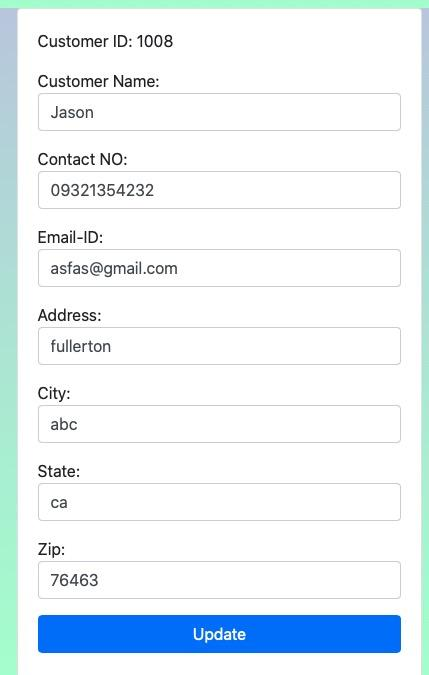 Customer ID: 1008
Customer Name:
Jason
Contact NO:
09321354232
Email-ID:
asfas@gmail.com
Address:
fullerton
City:
abc
State:
ca
Zip:
76463
Update